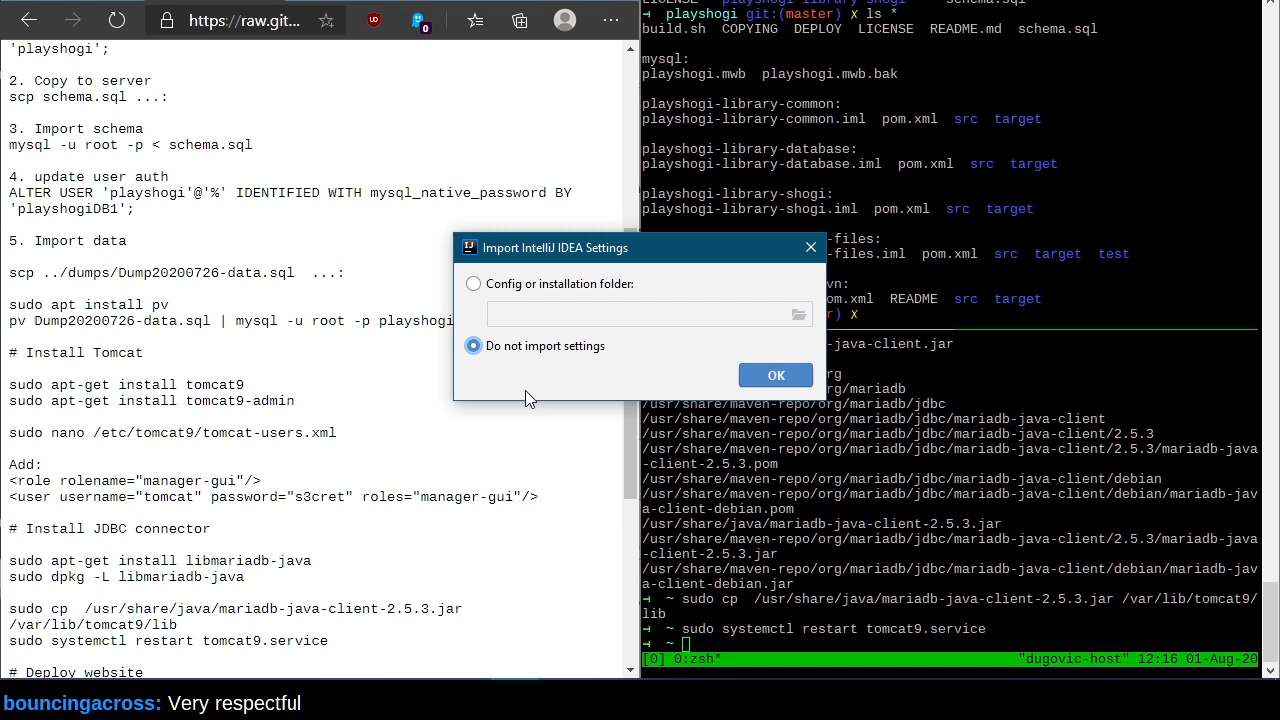 https://raw.git...
UD
0
'playshogi';
2. Copy to server
scp schema.sql ...:
3. Import schema
mysql -u root -p < schema.sql
4. update user auth
ALTER USER 'playshogi'@'%' IDENTIFIED WITH mysql_native_password BY
'playshogiDB1';
5. Import data
scp ../dumps/Dump20200726-data.sql  ...:
sudo apt install pv
pv Dump20200726-data.sql | mysql -u root -p playshogi
# Install Tomcat
sudo apt-get install tomcat9
sudo apt-get install tomcat9-admin
sudo nano /etc/tomcat9/tomcat-users.xml
Add:
<role rolename="manager-gui"/>
<user username="tomcat" password="s3cret" roles="manager-gui"/>
# Install JDBC connector
sudo apt-get install libmariadb-java
sudo dpkg -L libmariadb-java
sudo cp  /usr/share/java/mariadb-java-client-2.5.3.jar
/var/lib/tomcat9/lib
sudo systemctl restart tomcat9.service
# Deploy website
IJ Import IntelliJ IDEA Settings
Config or installation folder:
Do not import settings
OK
→ playshogi git:(master) ✗ ls *
build.sh  COPYING  DEPLOY  LICENSE  README.md  schema.sql
mysql:
playshogi.mwb  playshogi.mwb.bak
playshogi-library-common:
playshogi-library-common.iml  pom.xml  src  target
playshogi-library-database:
playshogi-library-database.iml  pom.xml  src  target
playshogi-library-shogi:
playshogi-library-shogi.iml  pom.xml  src  target
-files:
-files.iml  pom.xml  src  target  test
vn:
om.xml  README  src  target
r) ✗
-java-client.jar
rg
rg/mariadb
/usr/share/maven-repo/org/mariadb/jdbc
/usr/share/maven-repo/org/mariadb/jdbc/mariadb-java-client
/usr/share/maven-repo/org/mariadb/jdbc/mariadb-java-client/2.5.3
/usr/share/maven-repo/org/mariadb/jdbc/mariadb-java-client/2.5.3/mariadb-java
-client-2.5.3.pom
/usr/share/maven-repo/org/mariadb/jdbc/mariadb-java-client/debian
/usr/share/maven-repo/org/mariadb/jdbc/mariadb-java-client/debian/mariadb-jav
a-client-debian.pom
/usr/share/java/mariadb-java-client-2.5.3.jar
/usr/share/maven-repo/org/mariadb/jdbc/mariadb-java-client/2.5.3/mariadb-java
-client-2.5.3.jar
/usr/share/maven-repo/org/mariadb/jdbc/mariadb-java-client/debian/mariadb-jav
a-client-debian.jar
→ ~ sudo cp  /usr/share/java/mariadb-java-client-2.5.3.jar /var/lib/tomcat9/
lib
→ ~ sudo systemctl restart tomcat9.service
→ ~
[0] 0:zsh* "dugovic-host" 12:16 01-Aug-20
bouncingacross: Very respectful